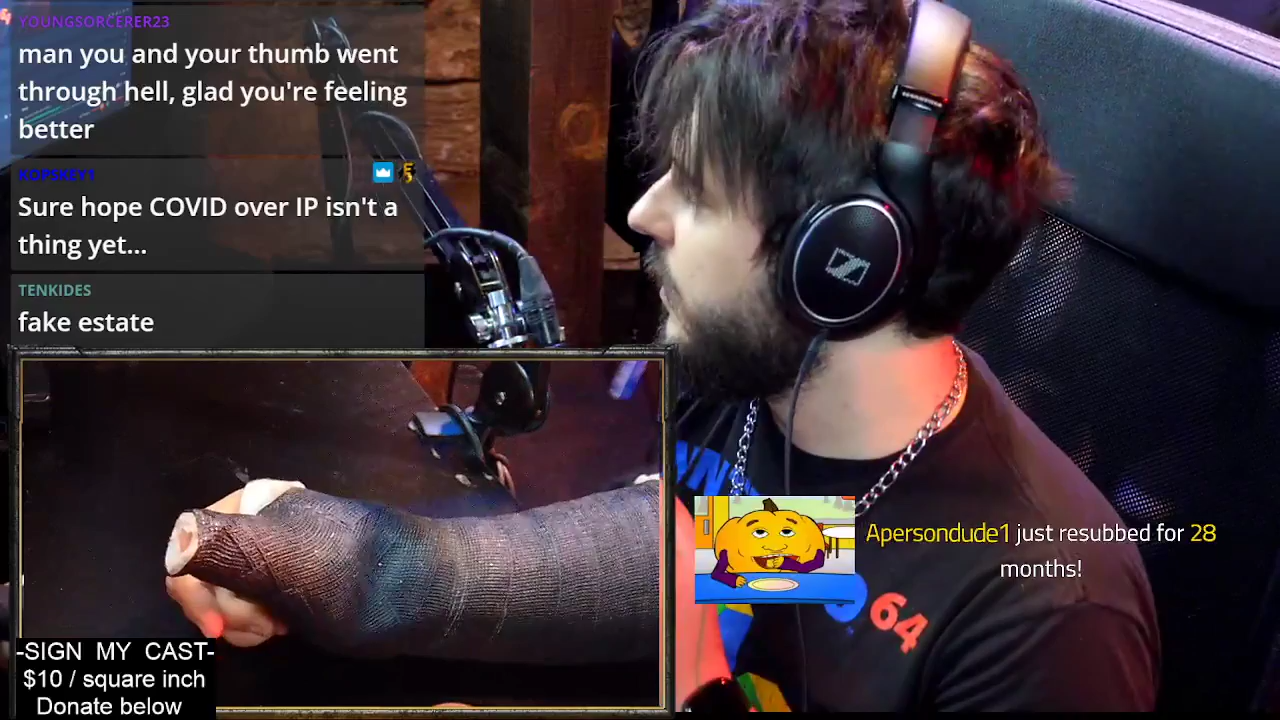 YOUNGSORCERER23
man you and your thumb went
through hell, glad you're feeling
better
KOPSKEY1
Sure hope COVID over IP isn't a
thing yet...
TENKIDES
fake estate
Apersondude1 just resubbed for 28
months!
64
-SIGN MY CAST-
$10 / square inch
Donate below